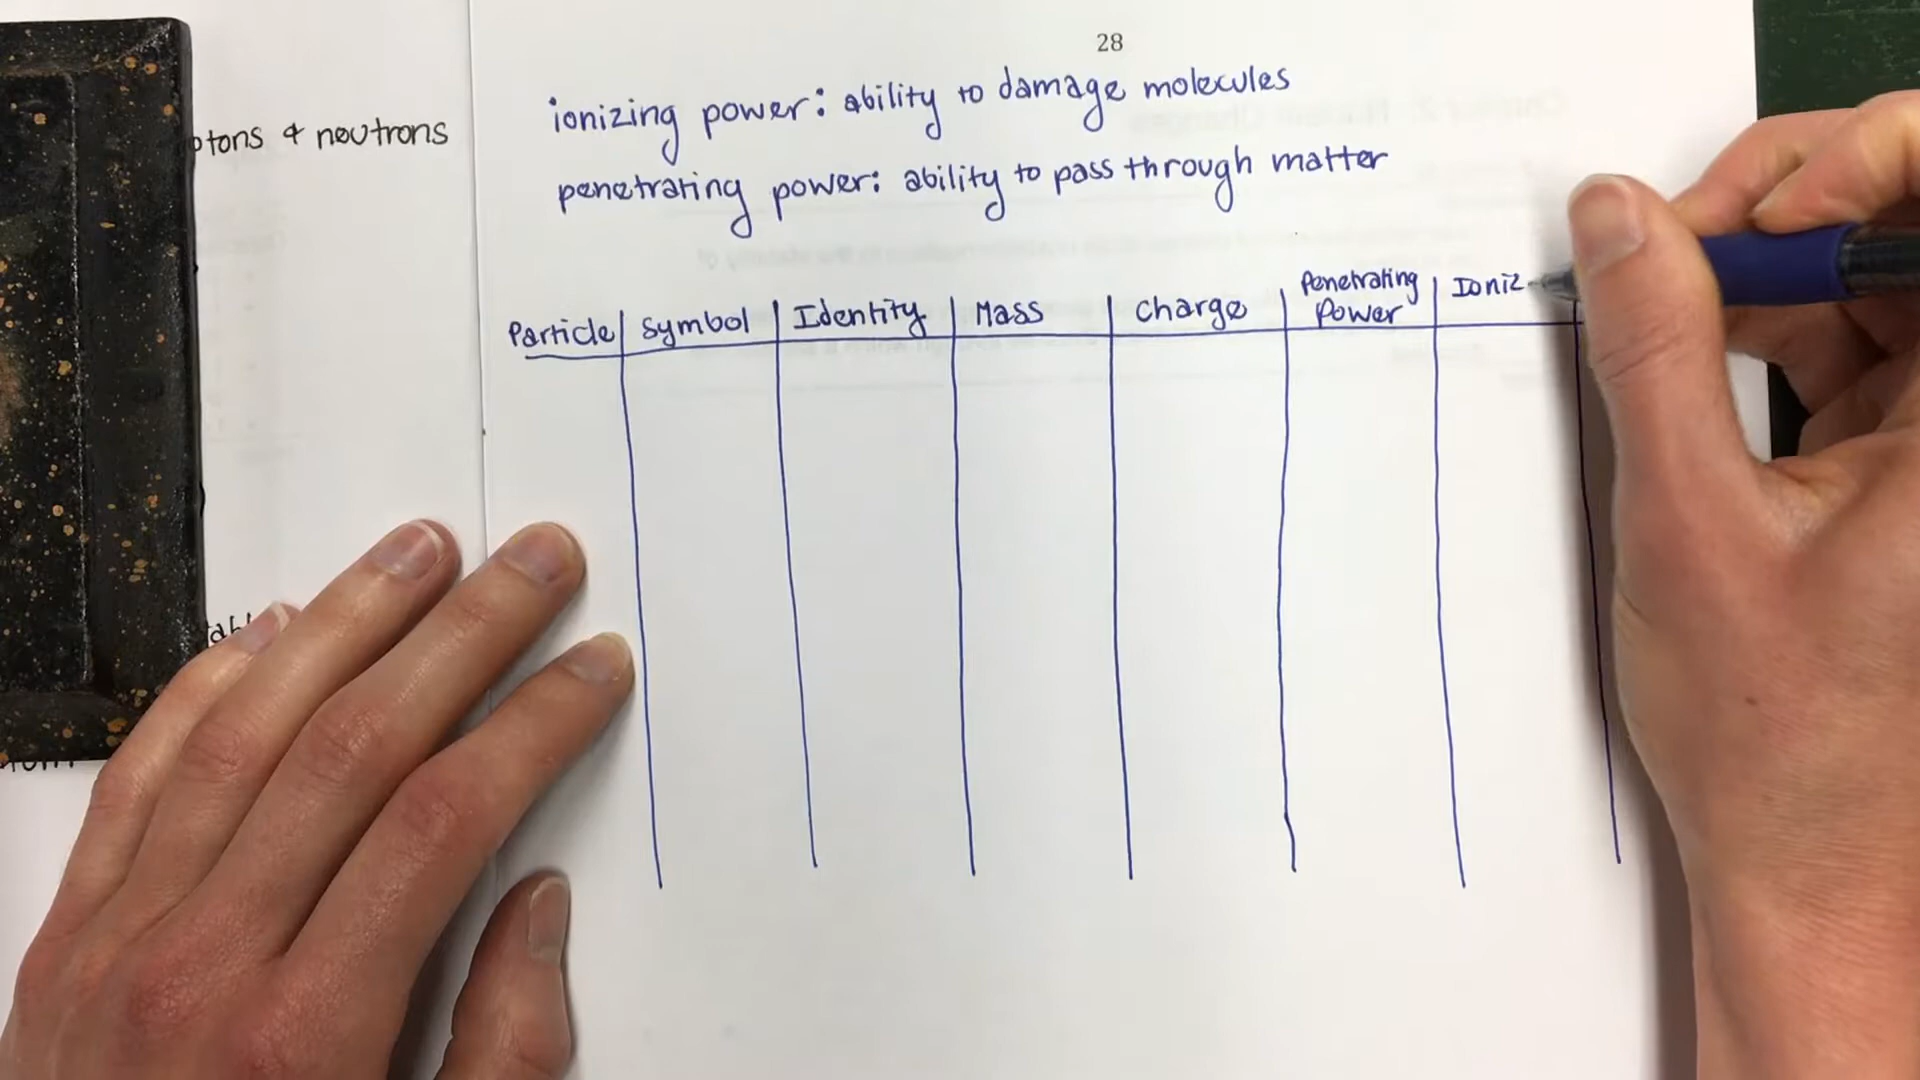 28
ionizing power: ability to damage molecules
penetrating power: ability to pass through matter
& neutrons
Particle Symbol Identity Mass Charge Penetrating Power Ioniz